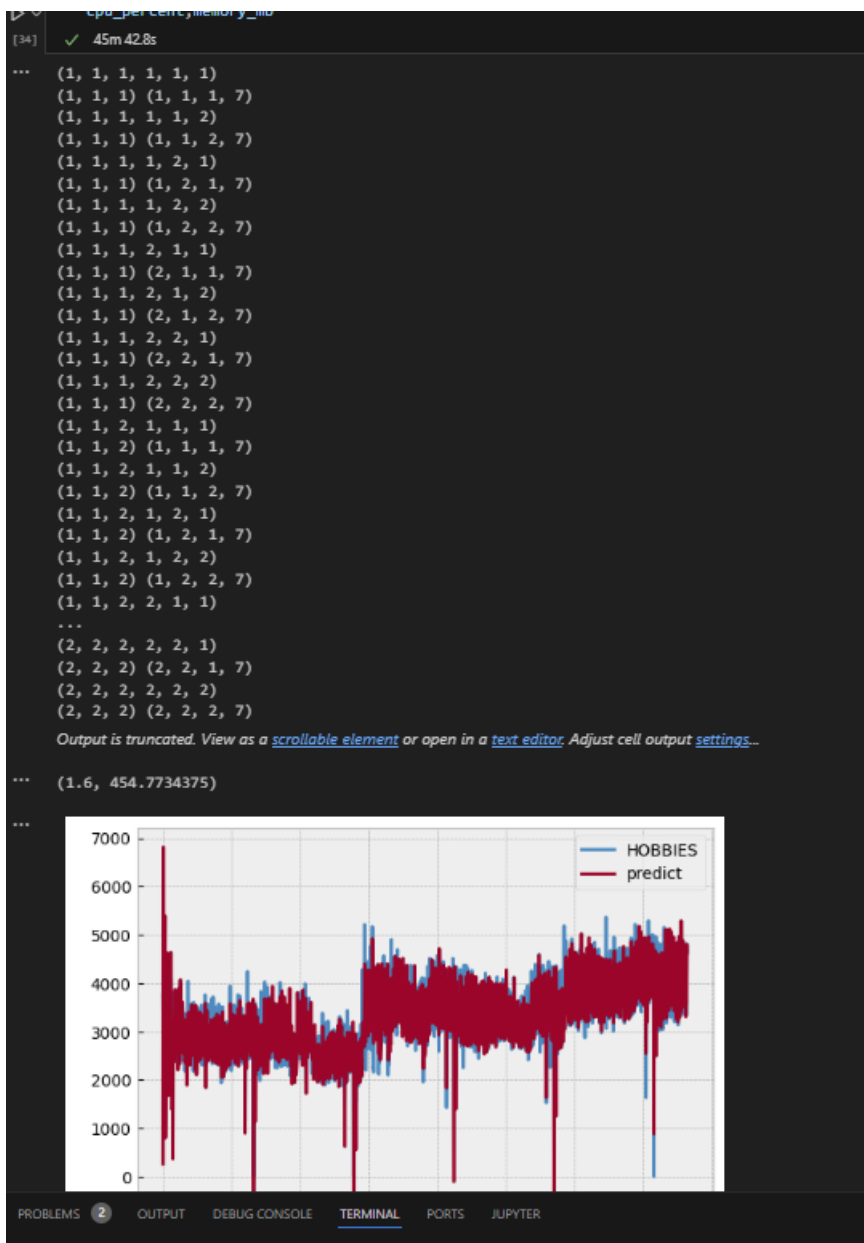 cpu_percent,memory_mb
[34] ✓ 45m 42.8s
... (1, 1, 1, 1, 1, 1)
(1, 1, 1) (1, 1, 1, 7)
(1, 1, 1, 1, 1, 2)
(1, 1, 1) (1, 1, 2, 7)
(1, 1, 1, 1, 2, 1)
(1, 1, 1) (1, 2, 1, 7)
(1, 1, 1, 1, 2, 2)
(1, 1, 1) (1, 2, 2, 7)
(1, 1, 1, 2, 1, 1)
(1, 1, 1) (2, 1, 1, 7)
(1, 1, 1, 2, 1, 2)
(1, 1, 1) (2, 1, 2, 7)
(1, 1, 1, 2, 2, 1)
(1, 1, 1) (2, 2, 1, 7)
(1, 1, 1, 2, 2, 2)
(1, 1, 1) (2, 2, 2, 7)
(1, 1, 2, 1, 1, 1)
(1, 1, 2) (1, 1, 1, 7)
(1, 1, 2, 1, 1, 2)
(1, 1, 2) (1, 1, 2, 7)
(1, 1, 2, 1, 2, 1)
(1, 1, 2) (1, 2, 1, 7)
(1, 1, 2, 1, 2, 2)
(1, 1, 2) (1, 2, 2, 7)
(1, 1, 2, 2, 1, 1)
...
(2, 2, 2, 2, 2, 1)
(2, 2, 2) (2, 2, 1, 7)
(2, 2, 2, 2, 2, 2)
(2, 2, 2) (2, 2, 2, 7)
Output is truncated. View as a scrollable element or open in a text editor. Adjust cell output settings...
... (1.6, 454.7734375)
...
7000
HOBBIES
predict
6000
5000
4000
3000
2000
1000
0
PROBLEMS 2 OUTPUT DEBUG CONSOLE TERMINAL PORTS JUPYTER